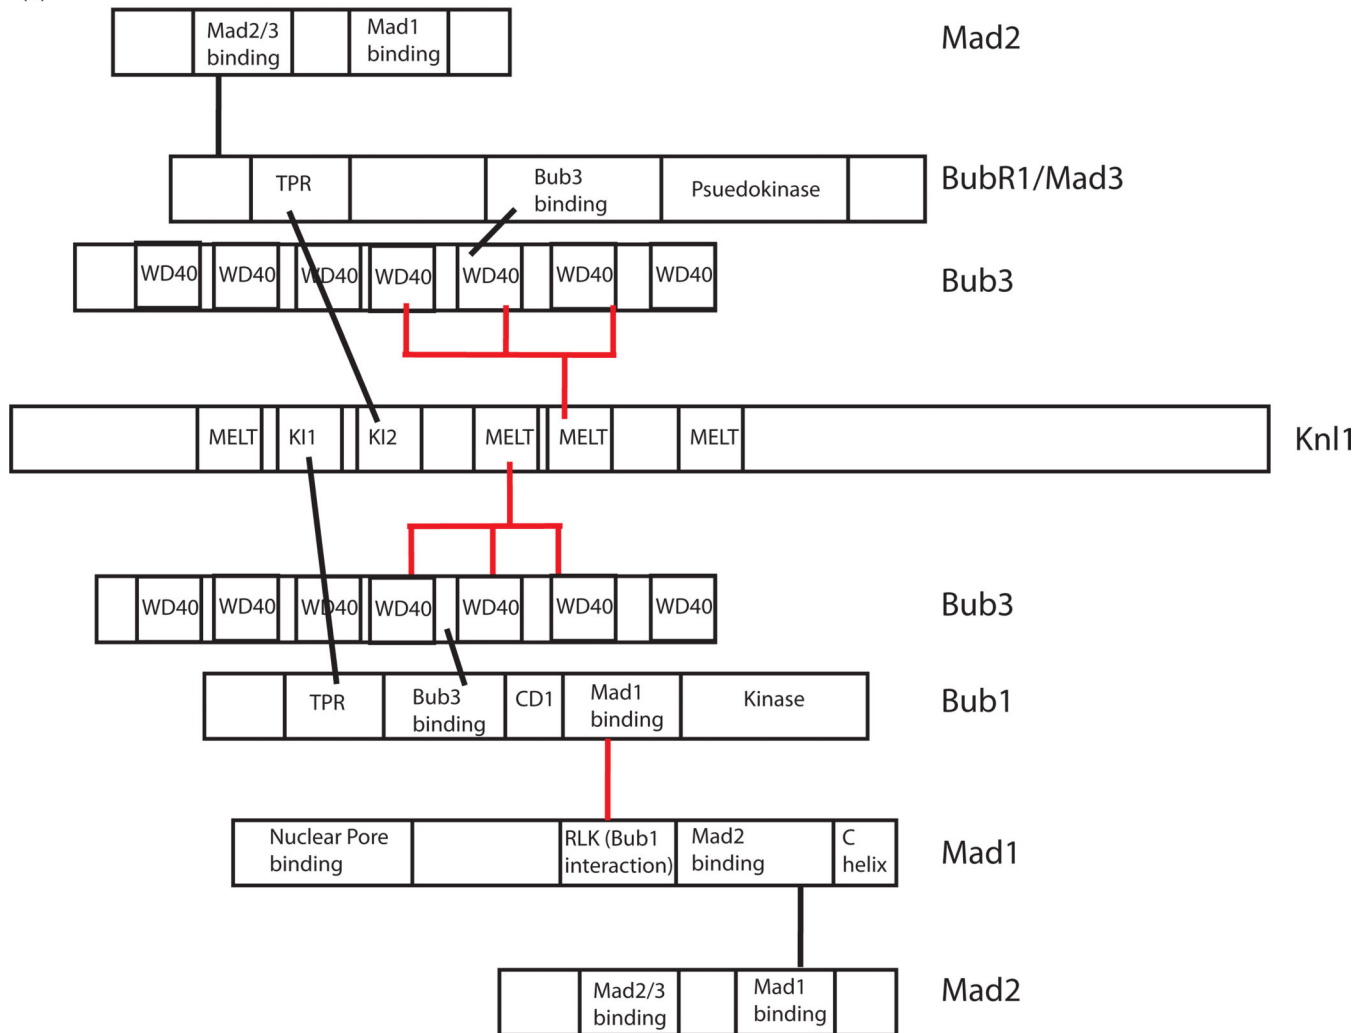 Mad2/3
binding
Mad1
binding
Mad2
TPR
Bub3
binding
Psuedokinase
BubR1/Mad3
WD40 WD40 WD40 WD40 WD40 WD40 WD40
Bub3
MELT KI1 KI2 MELT MELT MELT
Knl1
WD40 WD40 WD40 WD40 WD40 WD40 WD40
Bub3
TPR
Bub3
binding
CD1
Mad1
binding
Kinase
Bub1
Nuclear Pore
binding
RLK (Bub1
interaction)
Mad2
binding
C
helix
Mad1
Mad2/3
binding
Mad1
binding
Mad2